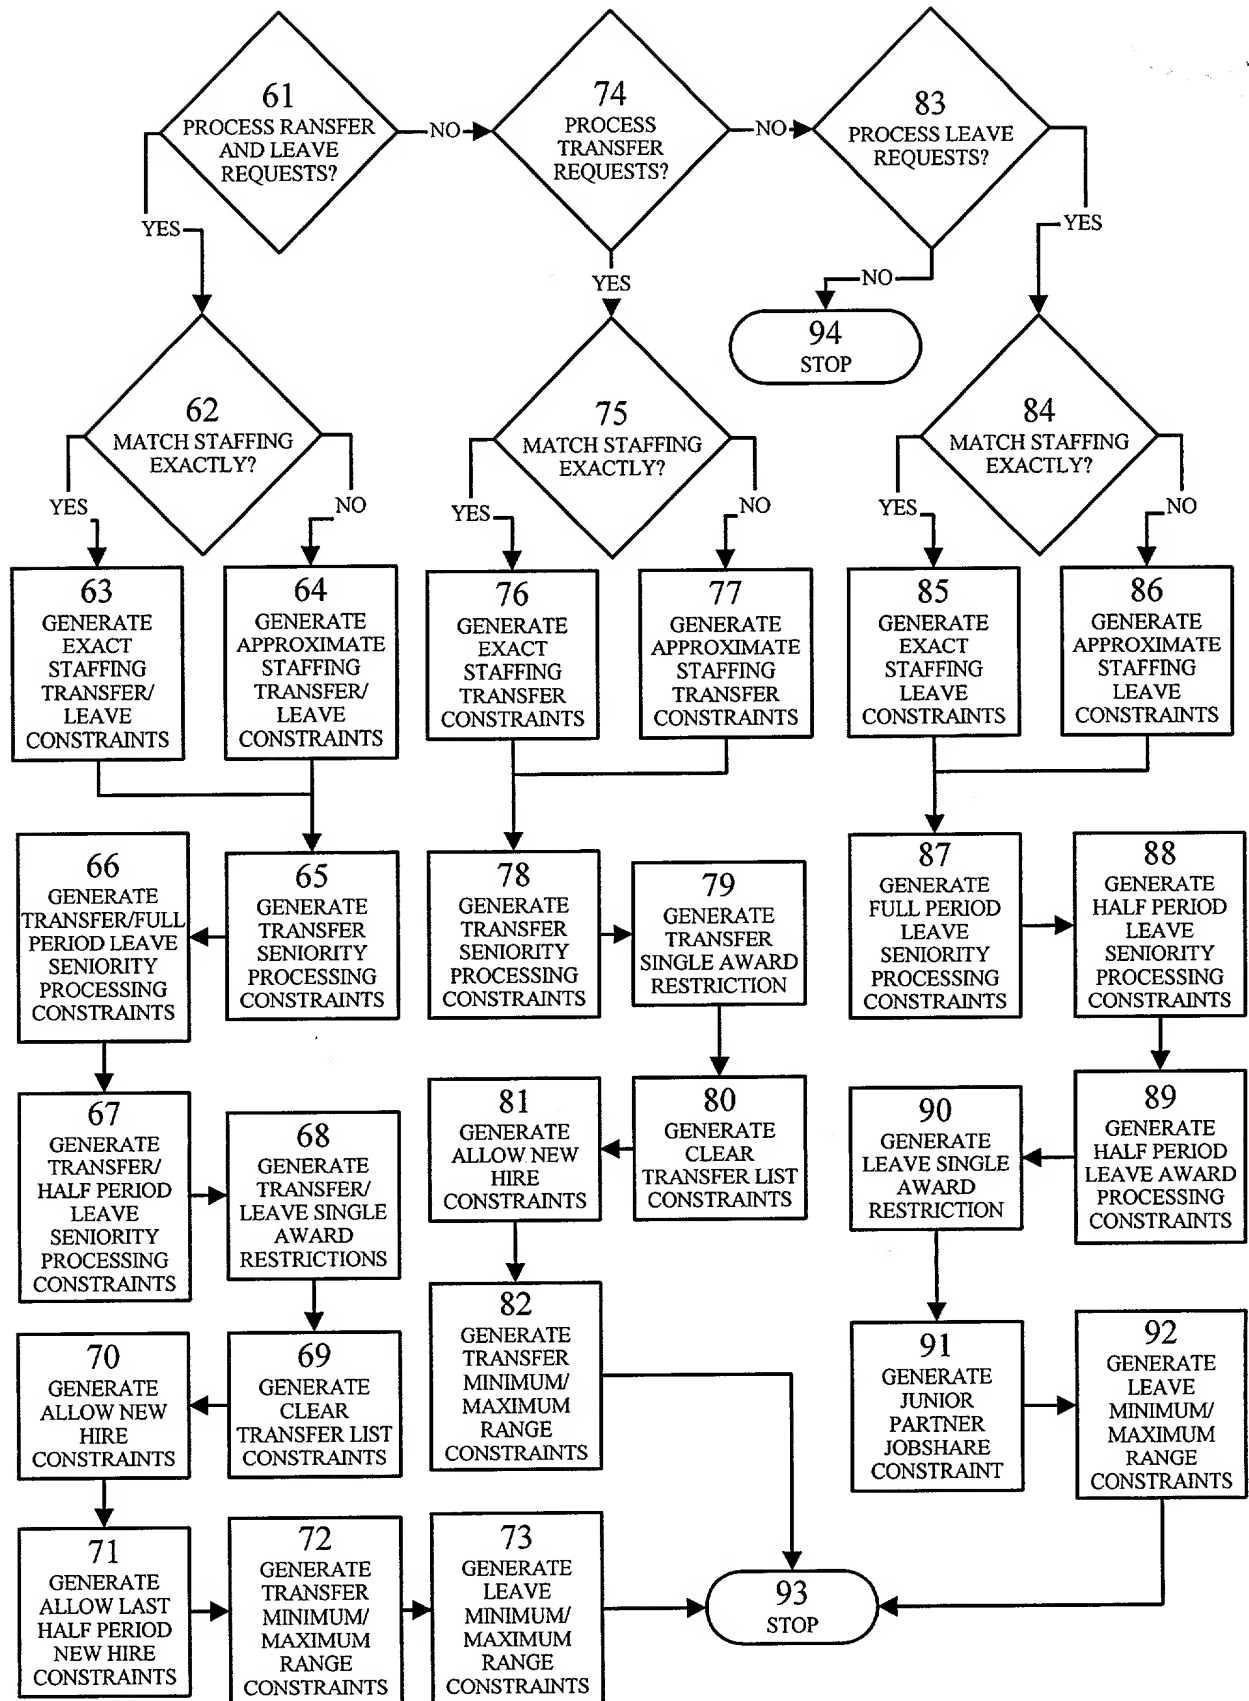 61
PROCESS RANSFER
AND LEAVE
REQUESTS?
NO
74
PROCESS
TRANSFER
REQUESTS?
NO
83
PROCESS LEAVE
REQUESTS?
YES
YES
YES
NO
94
STOP
62
MATCH STAFFING
EXACTLY?
YES
NO
75
MATCH STAFFING
EXACTLY?
YES
NO
84
MATCH STAFFING
EXACTLY?
YES
NO
63
GENERATE
EXACT
STAFFING
TRANSFER/
LEAVE
CONSTRAINTS
64
GENERATE
APPROXIMATE
STAFFING
TRANSFER/
LEAVE
CONSTRAINTS
76
GENERATE
EXACT
STAFFING
TRANSFER
CONSTRAINTS
77
GENERATE
APPROXIMATE
STAFFING
TRANSFER
CONSTRAINTS
85
GENERATE
EXACT
STAFFING
LEAVE
CONSTRAINTS
86
GENERATE
APPROXIMATE
STAFFING
LEAVE
CONSTRAINTS
66
GENERATE
TRANSFER/FULL
PERIOD LEAVE
SENIORITY
PROCESSING
CONSTRAINTS
65
GENERATE
TRANSFER
SENIORITY
PROCESSING
CONSTRAINTS
78
GENERATE
TRANSFER
SENIORITY
PROCESSING
CONSTRAINTS
79
GENERATE
TRANSFER
SINGLE AWARD
RESTRICTION
87
GENERATE
FULL PERIOD
LEAVE
SENIORITY
PROCESSING
CONSTRAINTS
88
GENERATE
HALF PERIOD
LEAVE
SENIORITY
PROCESSING
CONSTRAINTS
67
GENERATE
TRANSFER/
HALF PERIOD
LEAVE
SENIORITY
PROCESSING
CONSTRAINTS
68
GENERATE
TRANSFER/
LEAVE SINGLE
AWARD
RESTRICTIONS
81
GENERATE
ALLOW NEW
HIRE
CONSTRAINTS
80
GENERATE
CLEAR
TRANSFER LIST
CONSTRAINTS
90
GENERATE
LEAVE SINGLE
AWARD
RESTRICTION
89
GENERATE
HALF PERIOD
LEAVE AWARD
PROCESSING
CONSTRAINTS
70
GENERATE
ALLOW NEW
HIRE
CONSTRAINTS
69
GENERATE
CLEAR
TRANSFER LIST
CONSTRAINTS
82
GENERATE
TRANSFER
MINIMUM/
MAXIMUM
RANGE
CONSTRAINTS
91
GENERATE
JUNIOR
PARTNER
JOBSHARE
CONSTRAINT
92
GENERATE
LEAVE
MINIMUM/
MAXIMUM
RANGE
CONSTRAINTS
71
GENERATE
ALLOW LAST
HALF PERIOD
NEW HIRE
CONSTRAINTS
72
GENERATE
TRANSFER
MINIMUM/
MAXIMUM
RANGE
CONSTRAINTS
73
GENERATE
LEAVE
MINIMUM/
MAXIMUM
RANGE
CONSTRAINTS
93
STOP